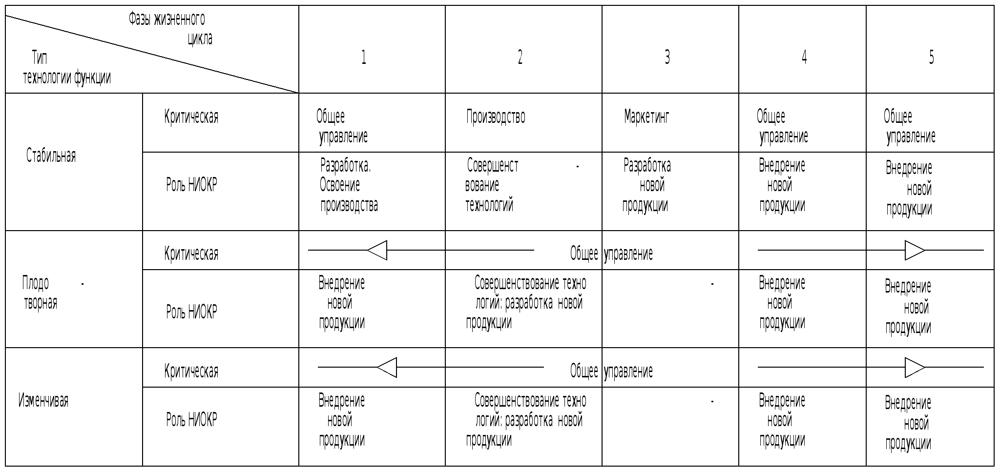 Фазы жизненного
цикла
Тип
технологии функции
1
2
3
4
5
Стабильная
Критическая
Общее
управление
Производство
Маркетинг
Общее
управление
Общее
управление
Роль НИОКР
Разработка.
Освоение
производства
Совершенст -
вование
технологий
Разработка
новой
продукции
Внедрение
новой
продукции
Внедрение
новой
продукции
Плодо -
творная
Критическая
Общее управление
Роль НИОКР
Внедрение
новой
продукции
Совершенствование техно -
логий: разработка новой
продукции
Внедрение
новой
продукции
Внедрение
новой
продукции
Изменчивая
Критическая
Общее управление
Роль НИОКР
Внедрение
новой
продукции
Совершенствование техно -
логий: разработка новой
продукции
Внедрение
новой
продукции
Внедрение
новой
продукции